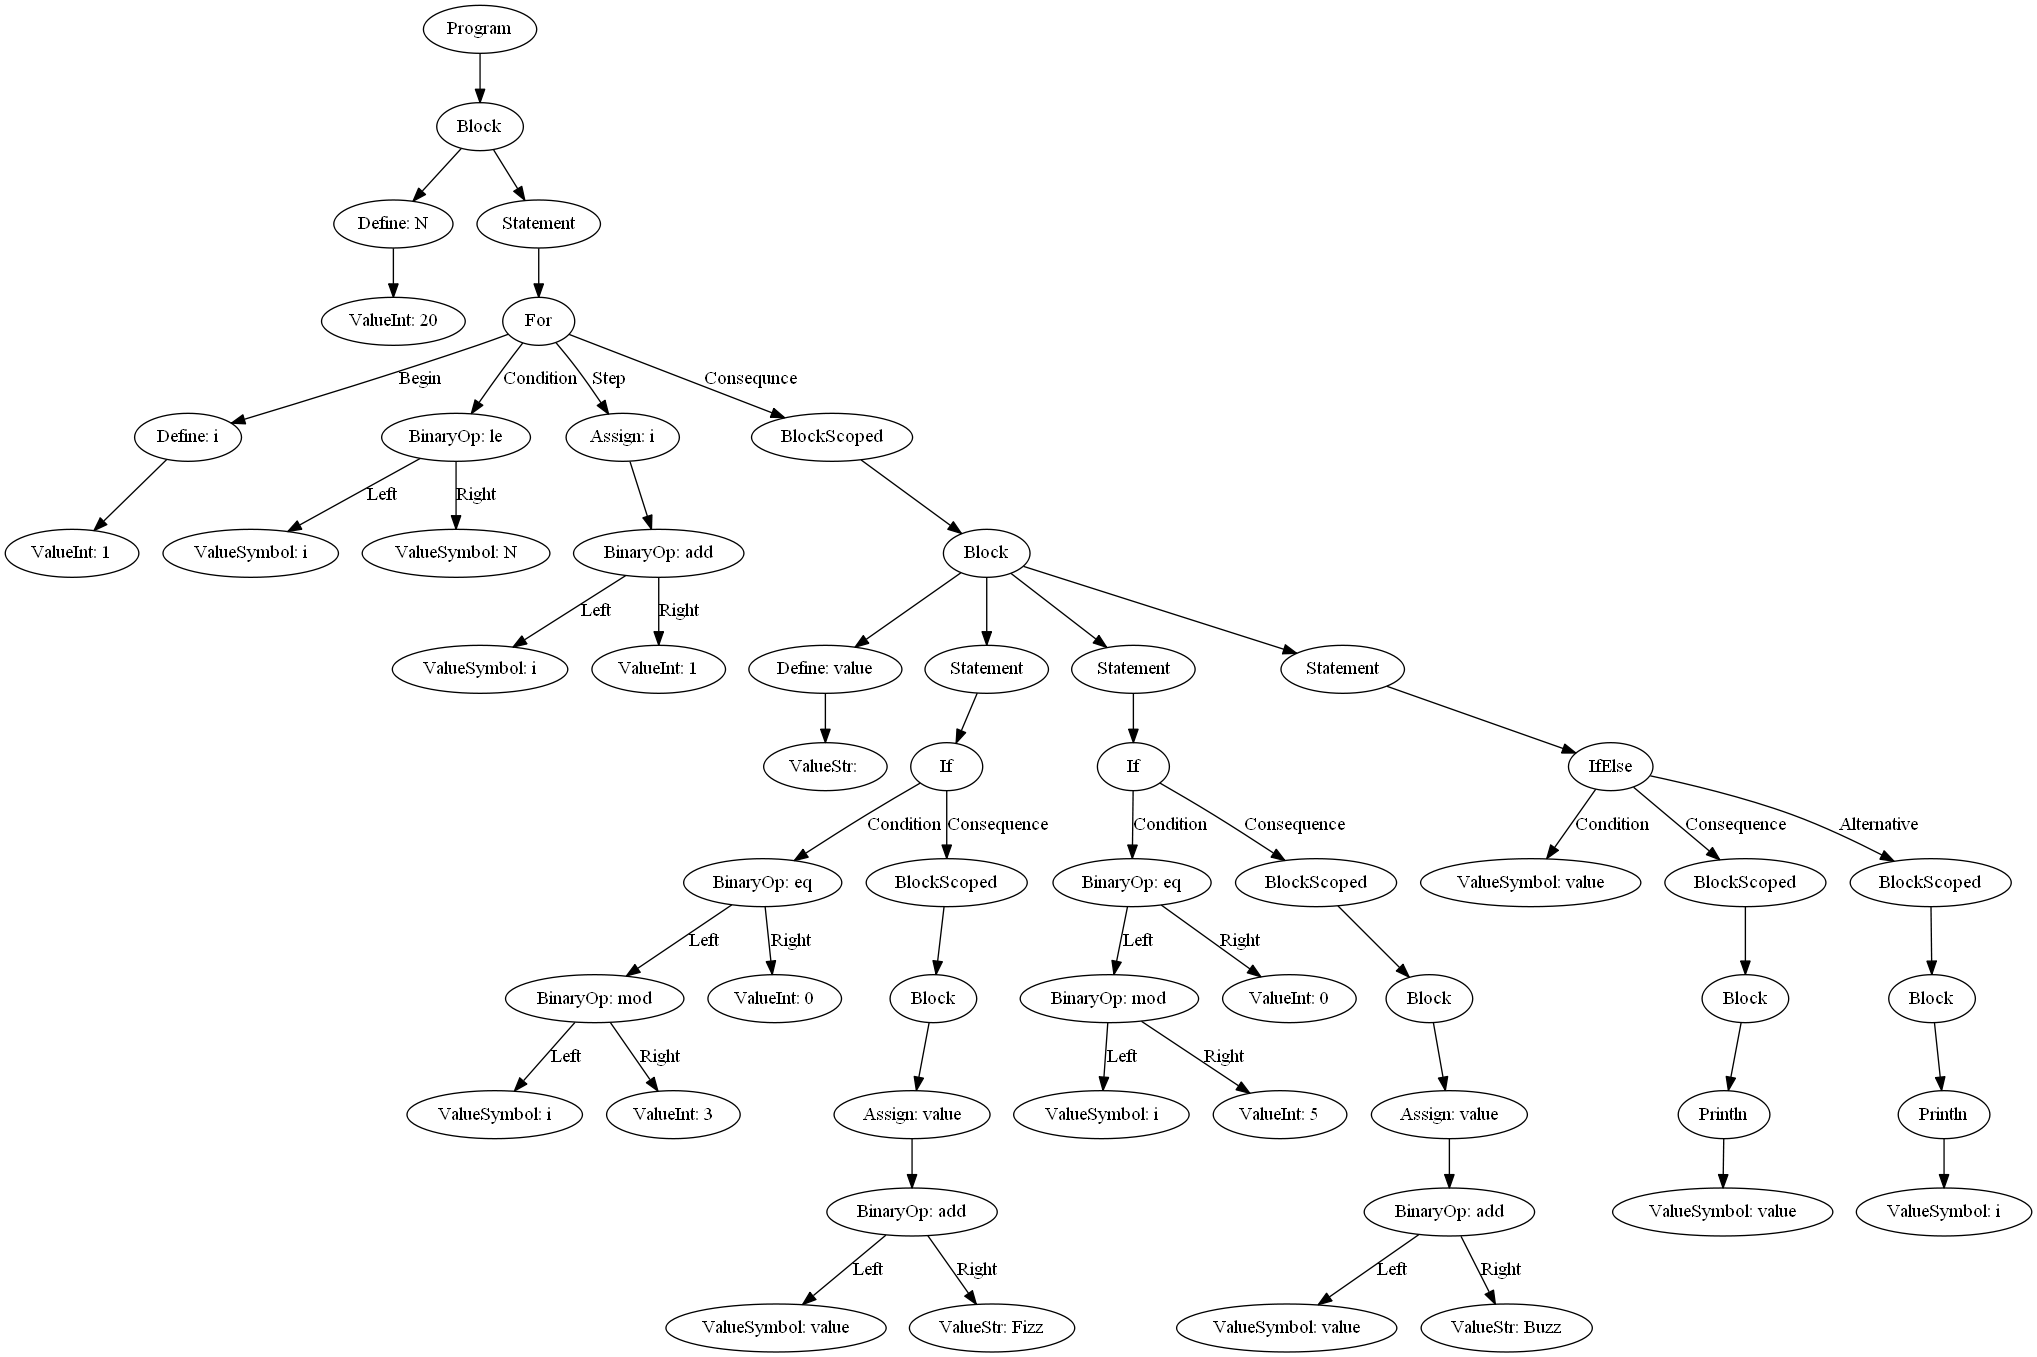 Program
Block
Define: N
Statement
ValueInt: 20
For
Begin
Condition
Step
Consequnce
Define: i
BinaryOp: le
Assign: i
BlockScoped
Left
Right
ValueInt: 1
ValueSymbol: i
ValueSymbol: N
BinaryOp: add
Block
Left
Right
ValueSymbol: i
ValueInt: 1
Define: value
Statement
Statement
Statement
ValueStr:
If
If
IfElse
Condition
Consequence
Condition
Consequence
Condition
Consequence
Alternative
BinaryOp: eq
BlockScoped
BinaryOp: eq
BlockScoped
ValueSymbol: value
BlockScoped
BlockScoped
Left
Right
Left
Right
BinaryOp: mod
ValueInt: 0
Block
BinaryOp: mod
ValueInt: 0
Block
Block
Block
Left
Right
Left
Right
ValueSymbol: i
ValueInt: 3
Assign: value
ValueSymbol: i
ValueInt: 5
Assign: value
Println
Println
BinaryOp: add
BinaryOp: add
ValueSymbol: value
ValueSymbol: i
Left
Right
Left
Right
ValueSymbol: value
ValueStr: Fizz
ValueSymbol: value
ValueStr: Buzz